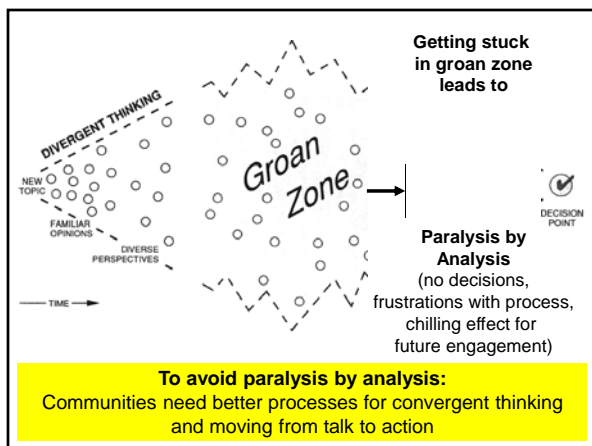 Getting stuck
in groan zone
leads to
DIVERGENT THINKING
NEW
TOPIC
FAMILIAR
OPINIONS
DIVERSE
PERSPECTIVES
Groan
Zone
DECISION
POINT
TIME
Paralysis by
Analysis
(no decisions,
frustrations with process,
chilling effect for
future engagement)
To avoid paralysis by analysis:
Communities need better processes for convergent thinking
and moving from talk to action